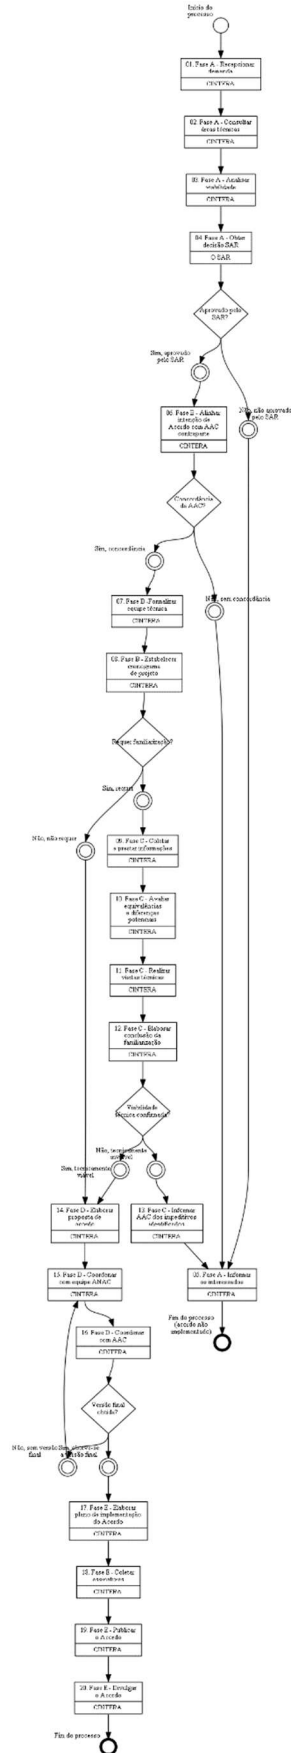 Início do
processo
01. Fase A - Recepcionar
demanda
CINTERA
02. Fase A - Consultar
áreas técnicas
CINTERA
03. Fase A - Analisar
viabilidade
CINTERA
04. Fase A - Obter
decisão SAR
O SAR
Aprovado pelo
SAR?
Sim, aprovado
pelo SAR
Não, não aprovado
pelo SAR
06. Fase B - Alinhar
intenção de
Acordo com AAC
contraparte
CINTERA
Concordância
da AAC?
Sim, concordância
Não, sem concordância
07. Fase B - Formalizar
equipe técnica
CINTERA
08. Fase B - Estabelecer
cronograma
de projeto
CINTERA
Requer familiarização?
Sim, requer
Não, não requer
09. Fase C - Coletar
e prestar informações
CINTERA
10. Fase C - Avaliar
equivalências
e diferenças
potenciais
CINTERA
11. Fase C - Realizar
visitas técnicas
CINTERA
12. Fase C - Elaborar
conclusão da
familiarização
CINTERA
Viabilidade
técnica confirmada?
Não, tecnicamente
inviável
Sim, tecnicamente
viável
14. Fase D - Elaborar
proposta de
acordo
CINTERA
13. Fase C - Informar
AAC dos impeditivos
identificados
CINTERA
15. Fase D - Coordenar
com equipe ANAC
CINTERA
05. Fase A - Informar
os interessados
CINTERA
Fim do processo
(acordo não
implementado)
16. Fase D - Coordenar
com AAC
CINTERA
Versão final
obtida?
Não, sem versão
final
Sim, obteve-se
a versão final
17. Fase E - Elaborar
plano de implementação
do Acordo
CINTERA
18. Fase E - Coletar
assinaturas
CINTERA
19. Fase E - Publicar
o Acordo
CINTERA
20. Fase E - Divulgar
o Acordo
CINTERA
Fim do processo